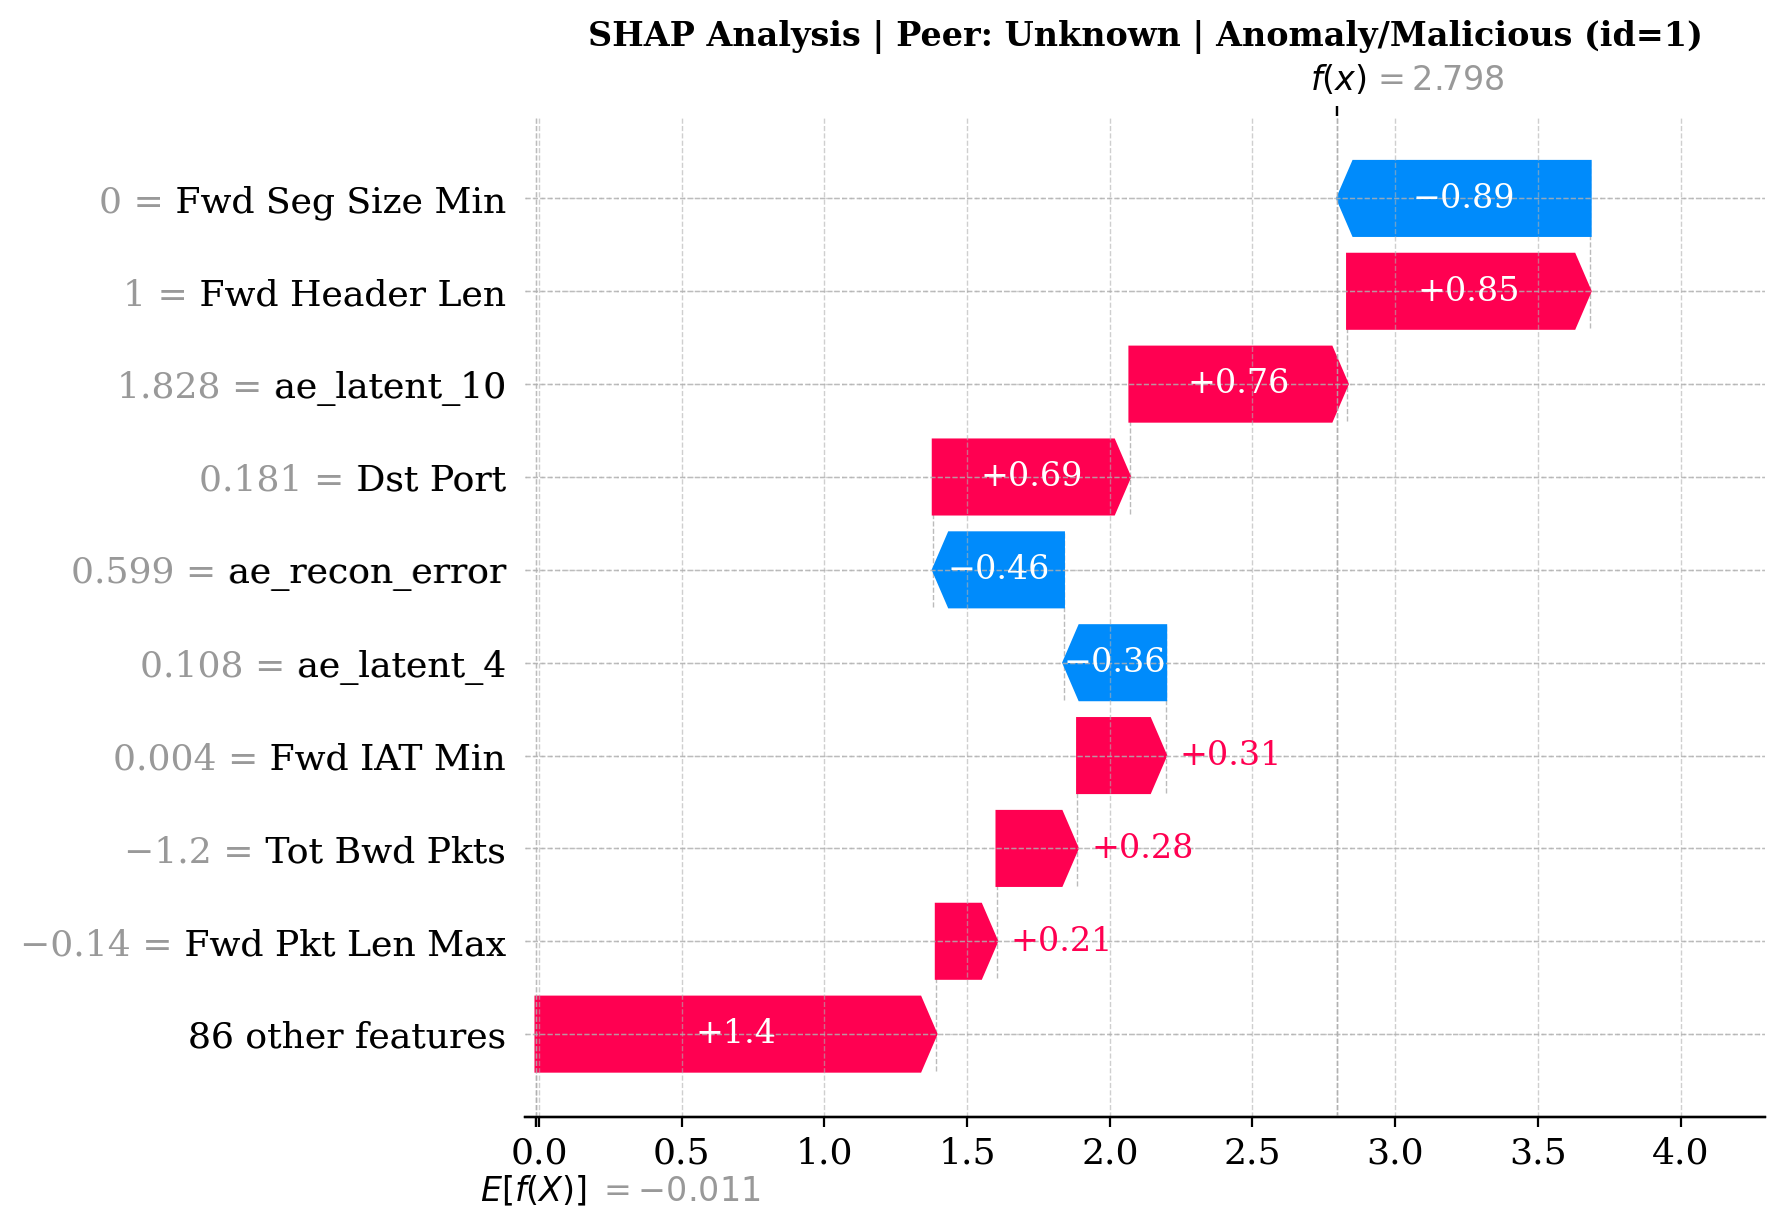 SHAP Analysis | Peer: Unknown | Anomaly/Malicious (id=1)
f(x) = 2.798
0 = Fwd Seg Size Min −0.89
1 = Fwd Header Len +0.85
1.828 = ae_latent_10 +0.76
0.181 = Dst Port +0.69
0.599 = ae_recon_error −0.46
0.108 = ae_latent_4 −0.36
0.004 = Fwd IAT Min +0.31
−1.2 = Tot Bwd Pkts +0.28
−0.14 = Fwd Pkt Len Max +0.21
86 other features +1.4
0.0 0.5 1.0 1.5 2.0 2.5 3.0 3.5 4.0
E[f(X)] = −0.011